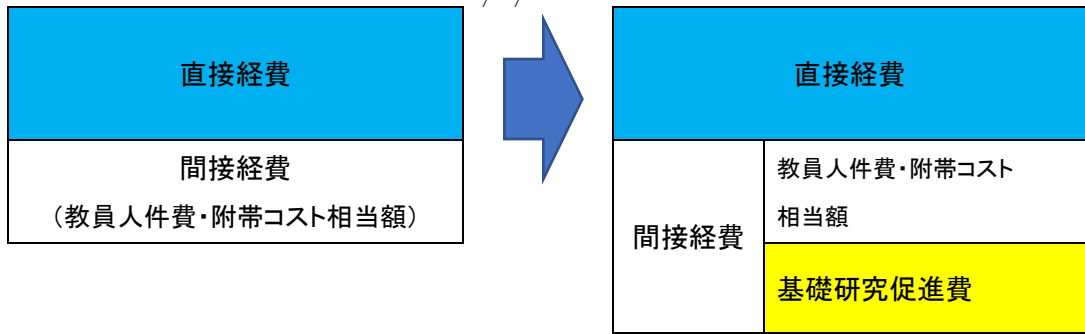 直接経費
間接経費
（教員人件費・附帯コスト相当額）
直接経費
間接経費
教員人件費・附帯コスト
相当額
基礎研究促進費